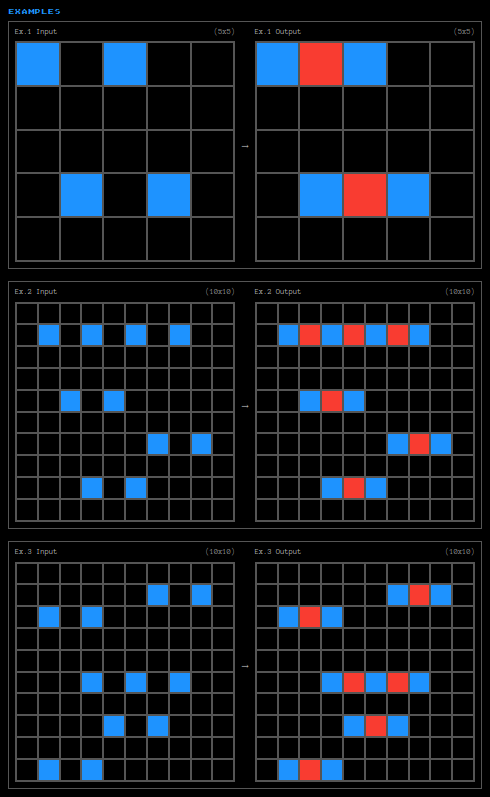 EXAMPLES
Ex.1 Input (5x5)
Ex.1 Output (5x5)
→
Ex.2 Input (10x10)
Ex.2 Output (10x10)
→
Ex.3 Input (10x10)
Ex.3 Output (10x10)
→